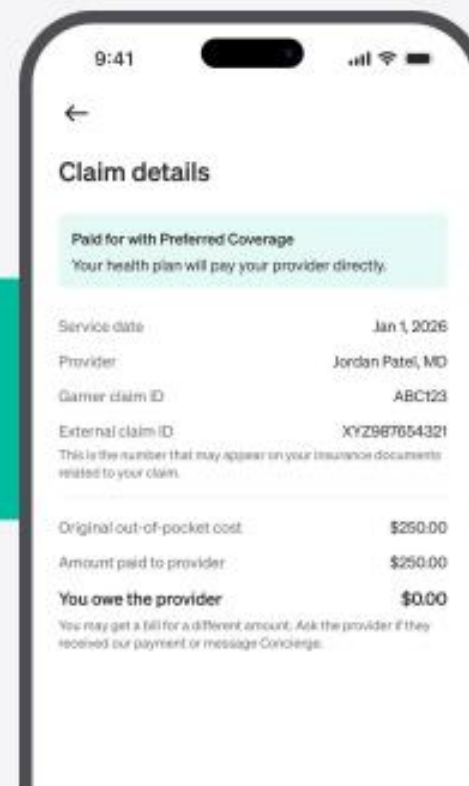 9:41
Claim details
Paid for with Preferred Coverage
Your health plan will pay your provider directly.
Service date Jan 1, 2026
Provider Jordan Patel, MD
Garner claim ID ABC123
External claim ID XYZ987654321
This is the number that may appear on your insurance documents
related to your claim.
Original out-of-pocket cost $250.00
Amount paid to provider $250.00
You owe the provider $0.00
You may get a bill for a different amount. Ask the provider if they
received our payment or message Concierge.